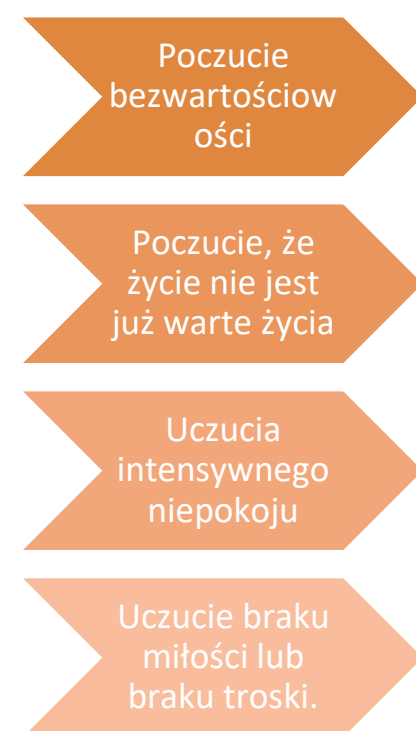 Poczucie
bezwartościow
ości
Poczucie, że
życie nie jest
już warte życia
Uczucia
intensywnego
niepokoju
Uczucie braku
miłości lub
braku troski.